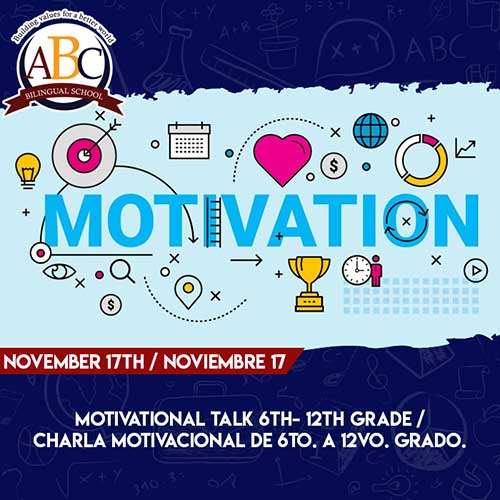 Building values for a better world
ABC
BILINGUAL SCHOOL
MOTIVATION
NOVEMBER 17TH / NOVIEMBRE 17
MOTIVATIONAL TALK 6TH- 12TH GRADE /
CHARLA MOTIVACIONAL DE 6TO. A 12VO. GRADO.